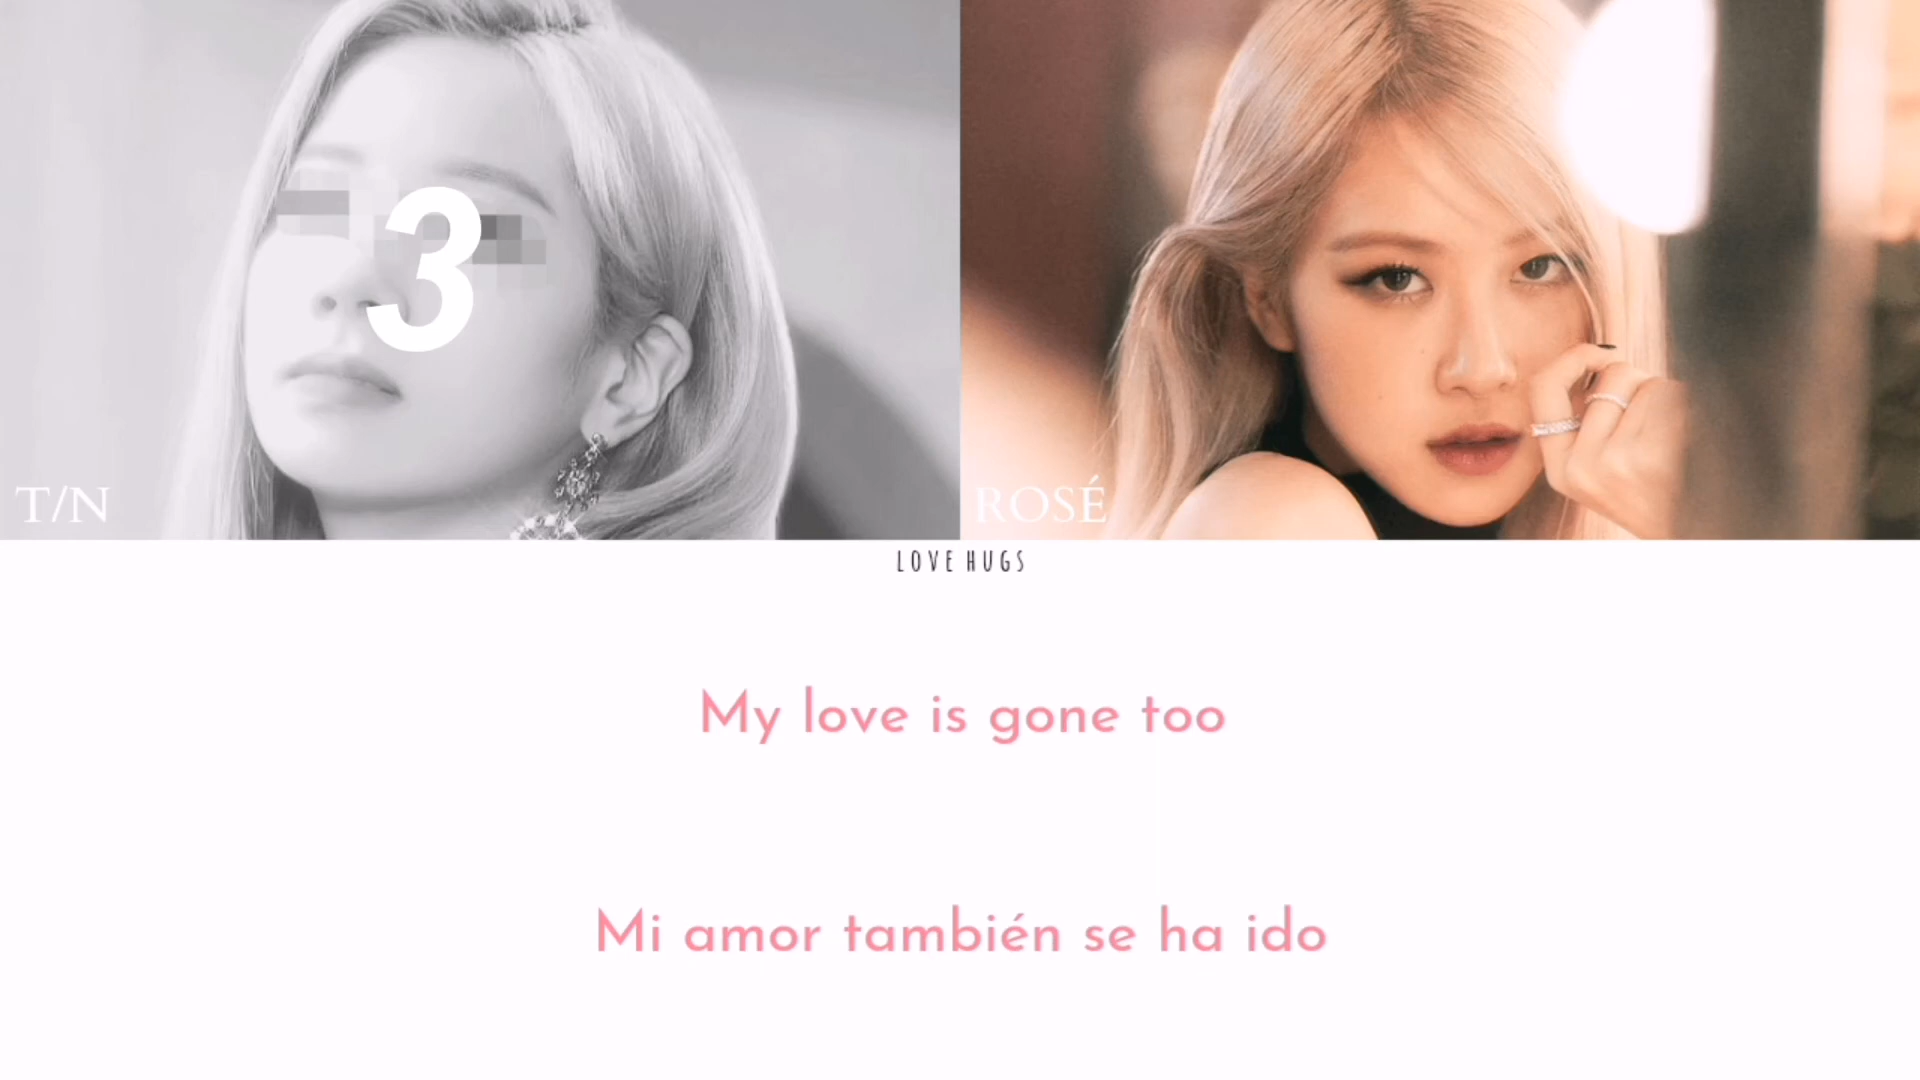 3
T/N
ROSÉ
LOVE HUGS
My love is gone too
Mi amor también se ha ido